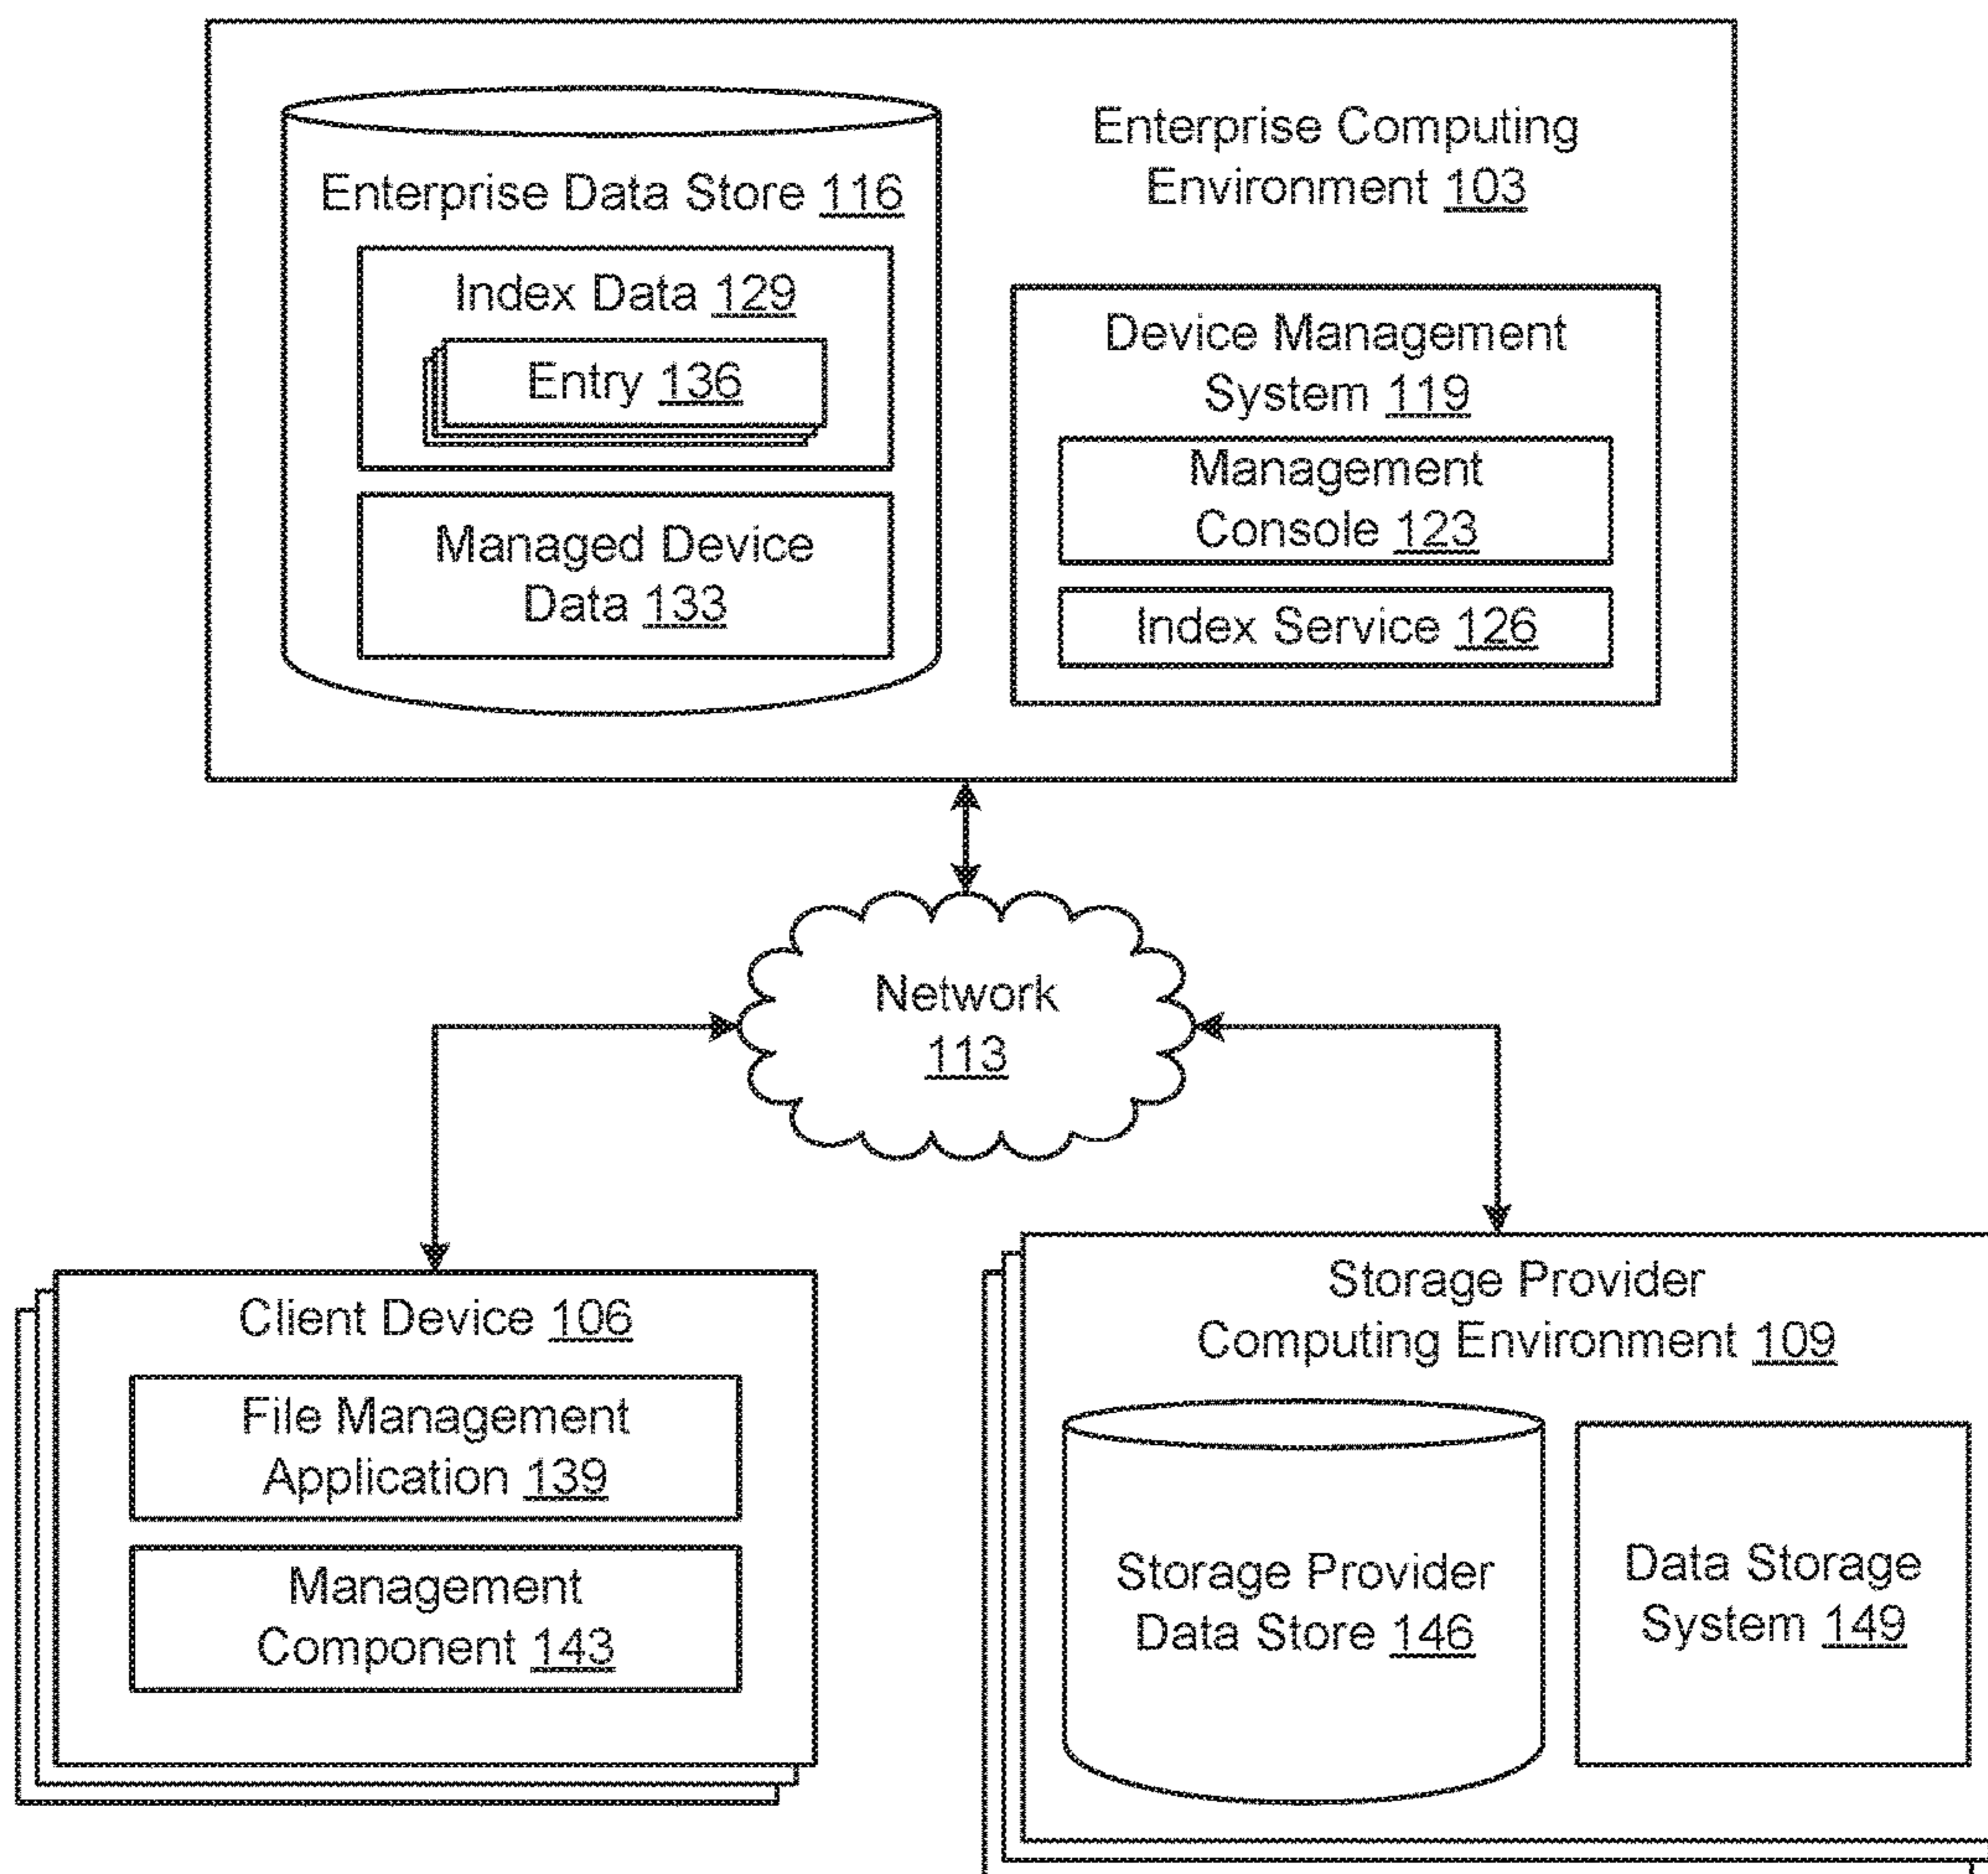 Enterprise Computing
Environment 103
Enterprise Data Store 116
Index Data 129
Entry 136
Managed Device
Data 133
Device Management
System 119
Management
Console 123
Index Service 126
Network
113
Client Device 106
File Management
Application 139
Management
Component 143
Storage Provider
Computing Environment 109
Storage Provider
Data Store 146
Data Storage
System 149